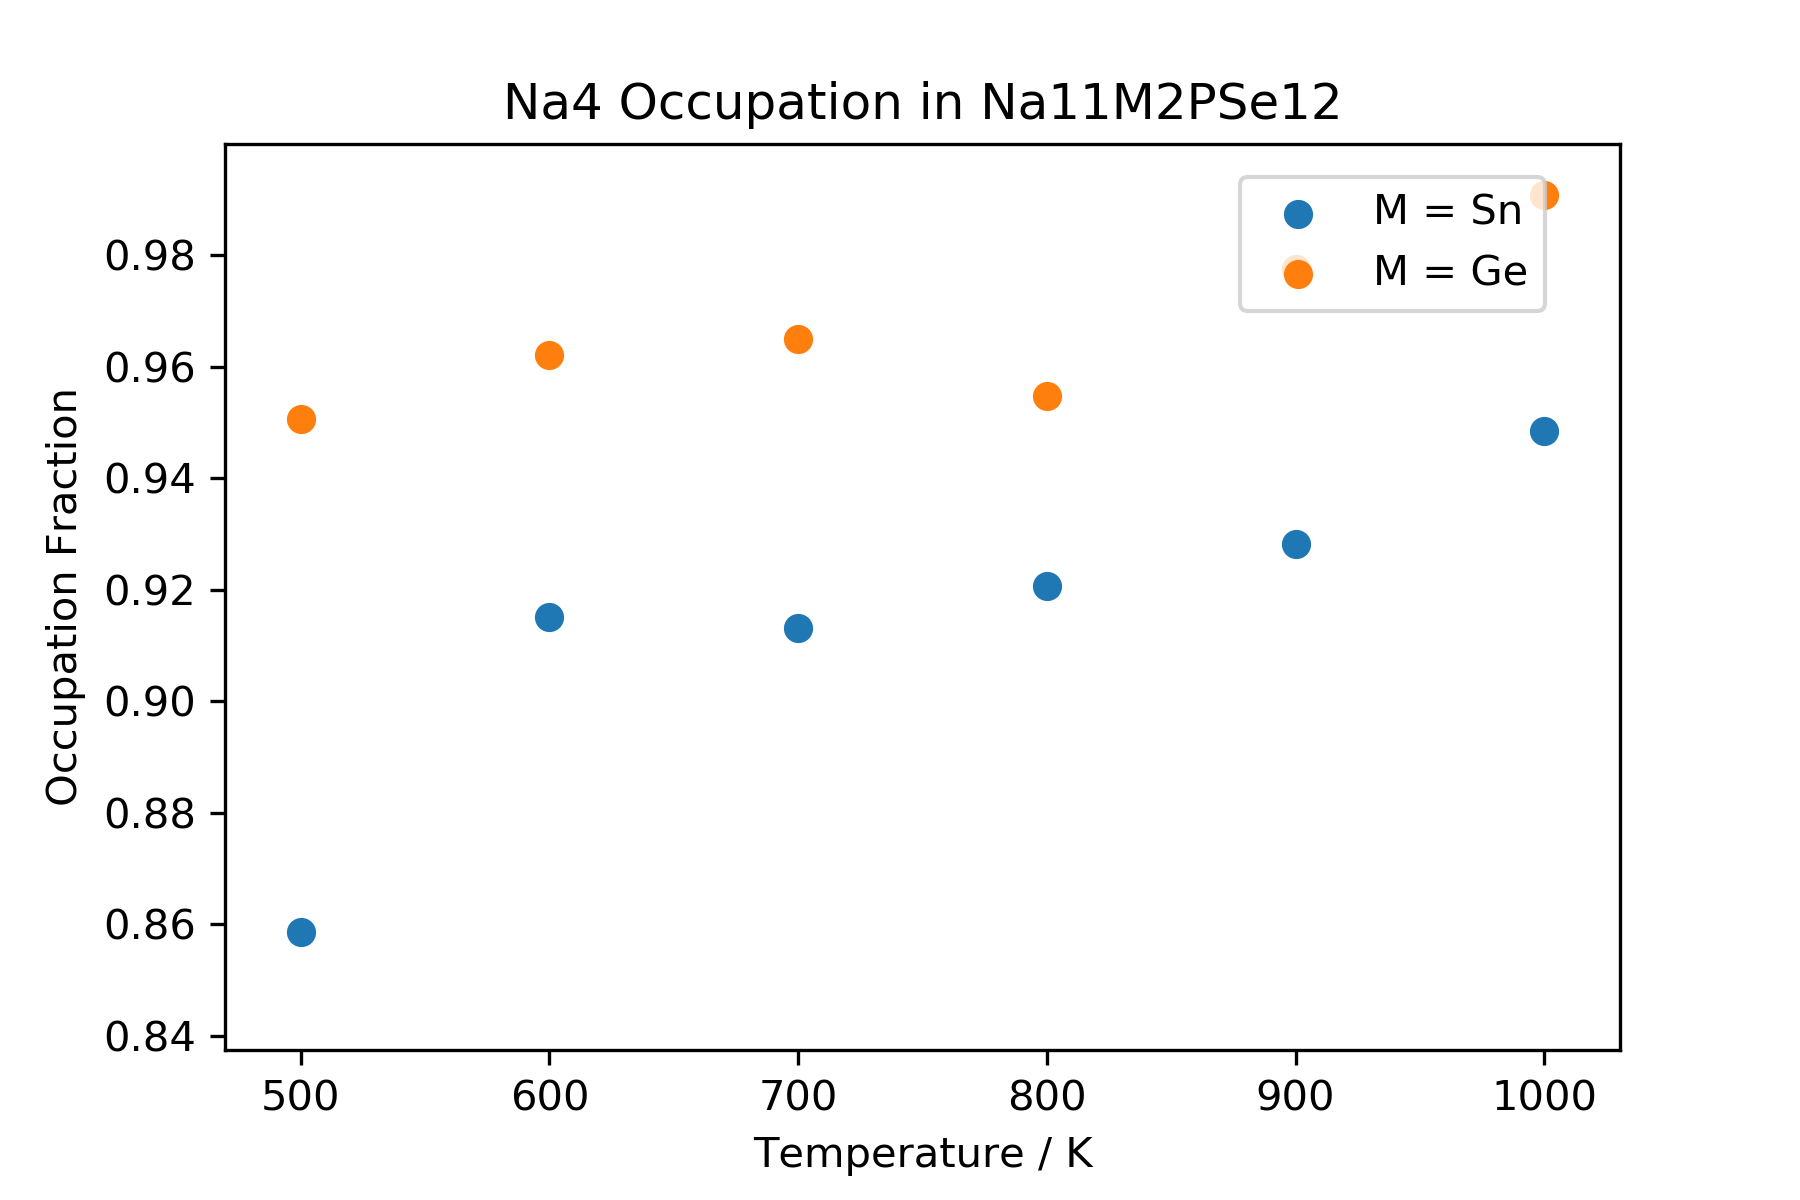 Na4 Occupation in Na11M2PSe12
M = Sn
M = Ge
0.98
0.96
0.94
0.92
0.90
0.88
0.86
0.84
Occupation Fraction
500 600 700 800 900 1000
Temperature / K